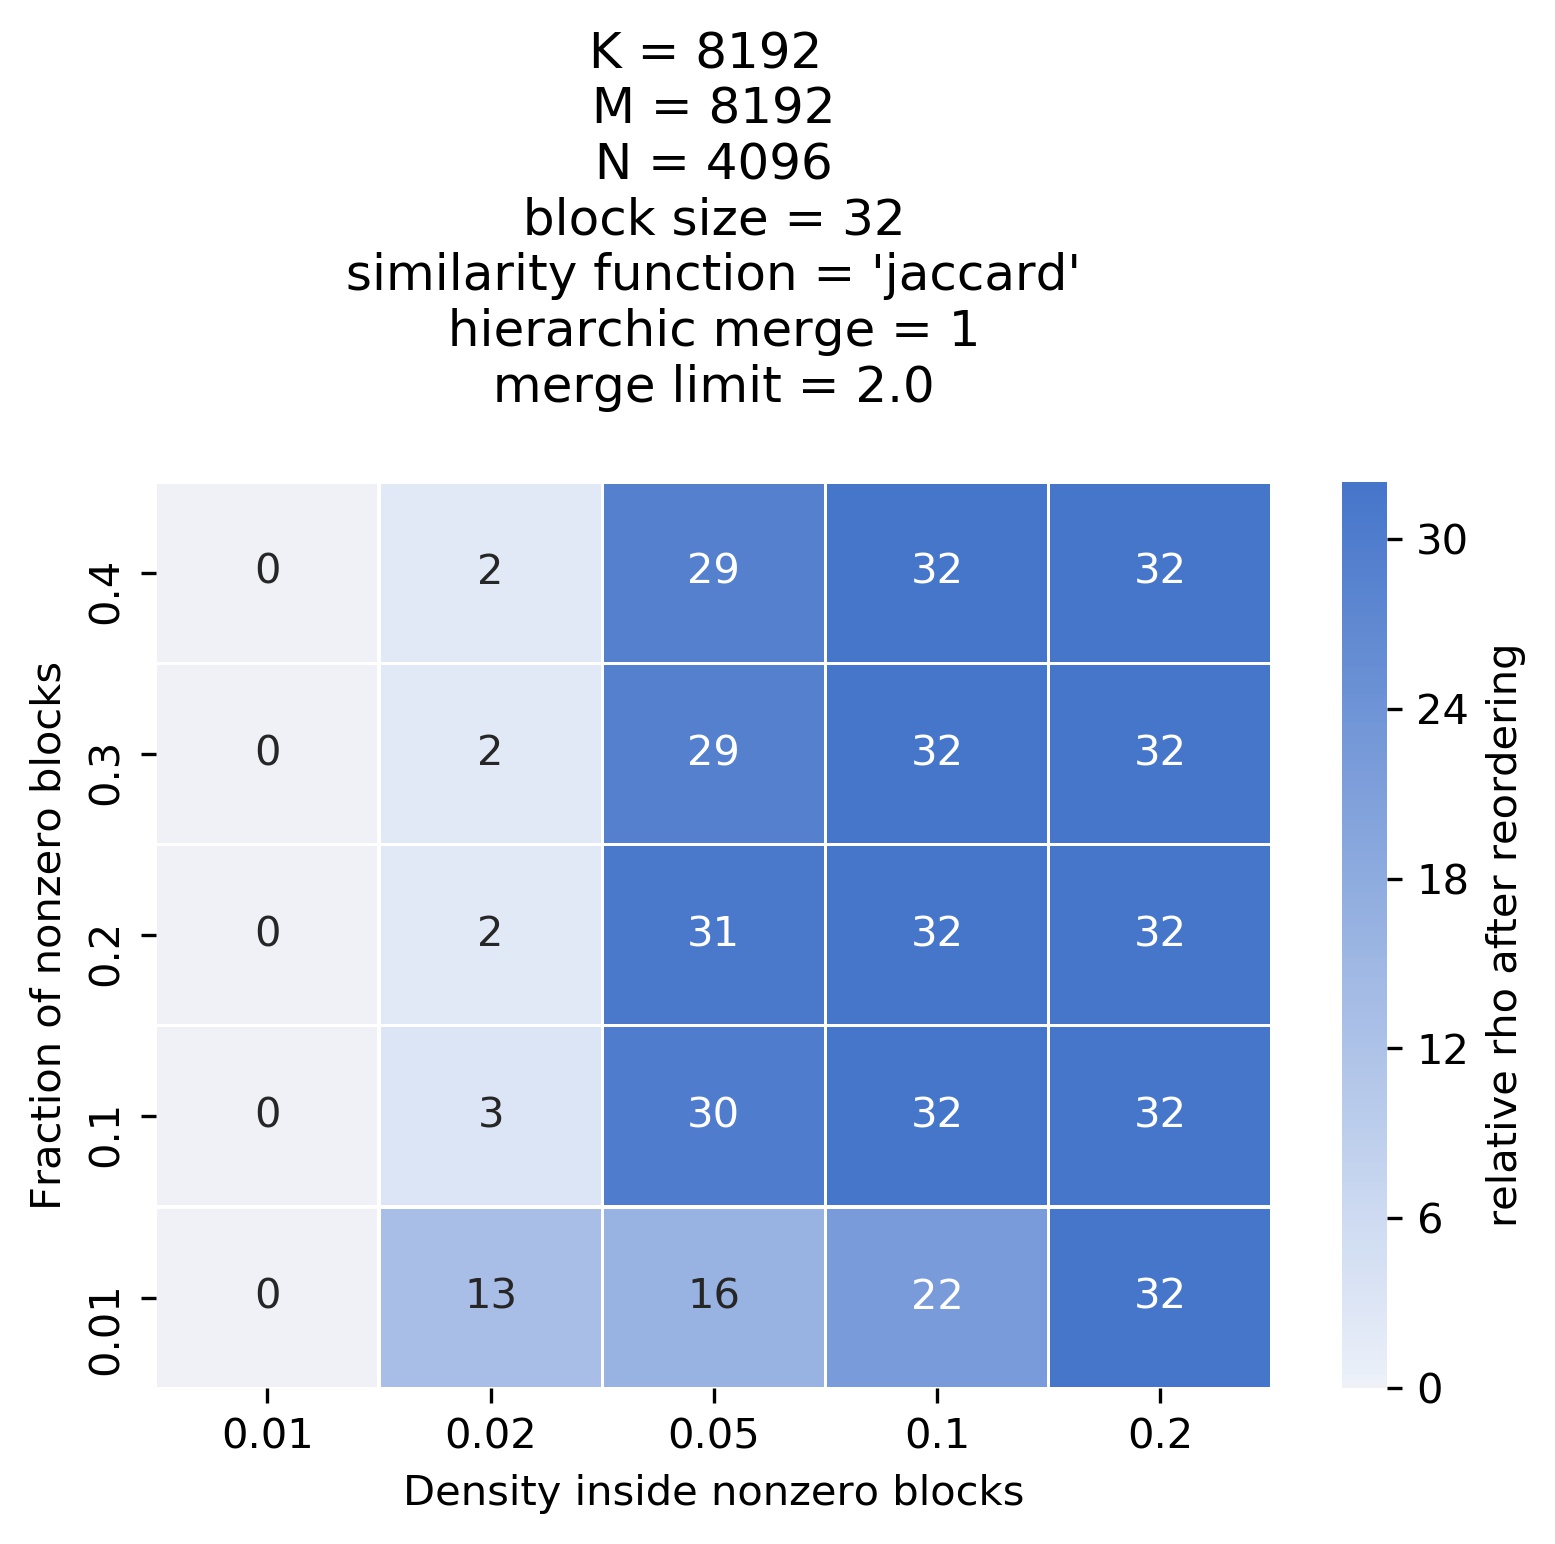 K = 8192
M = 8192
N = 4096
block size = 32
similarity function = 'jaccard'
hierarchic merge = 1
merge limit = 2.0
Fraction of nonzero blocks
0.4
0 2 29 32 32
0.3
0 2 29 32 32
0.2
0 2 31 32 32
0.1
0 3 30 32 32
0.01
0 13 16 22 32
0.01 0.02 0.05 0.1 0.2
Density inside nonzero blocks
30
24
18
12
6
0
relative rho after reordering